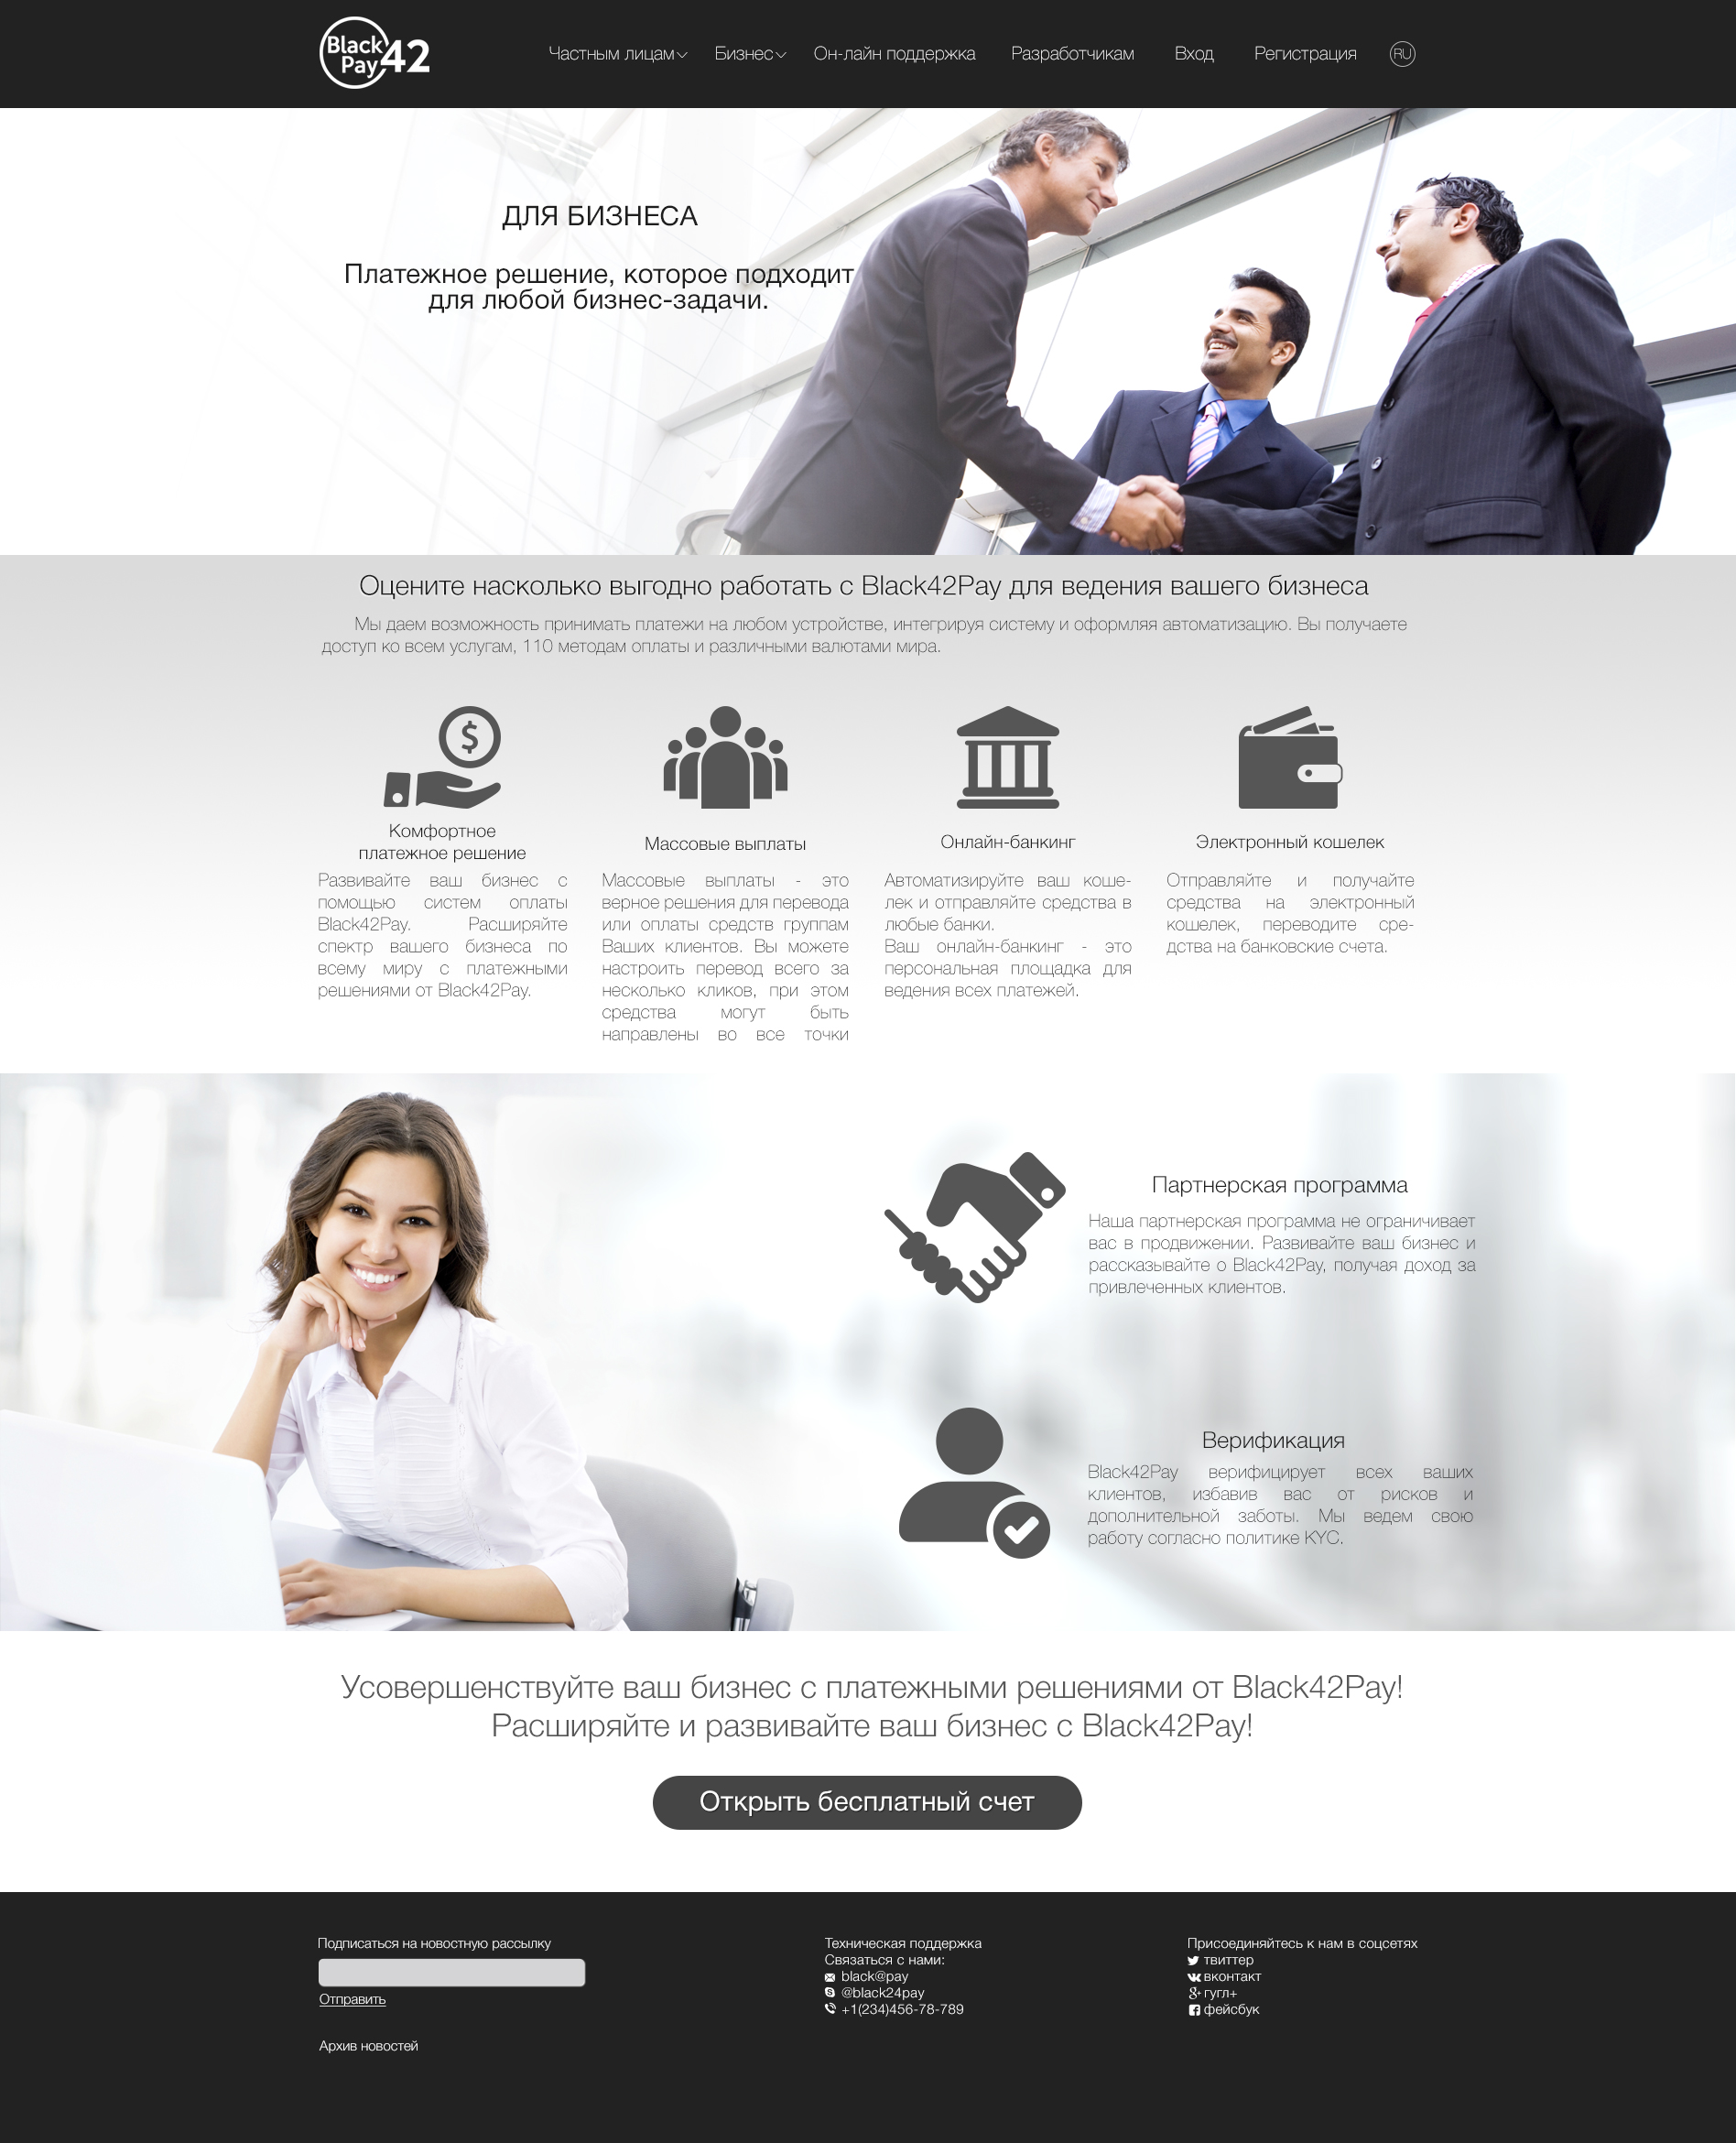 Black
Pay 42
Частным лицам
Бизнес
Он-лайн поддержка
Разработчикам
Вход
Регистрация
RU
ДЛЯ БИЗНЕСА
Платежное решение, которое подходит
для любой бизнес-задачи.
Оцените насколько выгодно работать с Black42Pay для ведения вашего бизнеса
Мы даем возможность принимать платежи на любом устройстве, интегрируя систему и оформляя автоматизацию. Вы получаете
доступ ко всем услугам, 110 методам оплаты и различными валютами мира.
$
Комфортное
платежное решение
Развивайте ваш бизнес с
помощью систем оплаты
Black42Pay. Расширяйте
спектр вашего бизнеса по
всему миру с платежными
решениями от Black42Pay.
Массовые выплаты
Массовые выплаты - это
верное решения для перевода
или оплаты средств группам
Ваших клиентов. Вы можете
настроить перевод всего за
несколько кликов, при этом
средства могут быть
направлены во все точки
Онлайн-банкинг
Автоматизируйте ваш коше-
лек и отправляйте средства в
любые банки.
Ваш онлайн-банкинг - это
персональная площадка для
ведения всех платежей.
Электронный кошелек
Отправляйте и получайте
средства на электронный
кошелек, переводите сре-
дства на банковские счета.
Партнерская программа
Наша партнерская программа не ограничивает
вас в продвижении. Развивайте ваш бизнес и
рассказывайте о Black42Pay, получая доход за
привлеченных клиентов.
Верификация
Black42Pay верифицирует всех ваших
клиентов, избавив вас от рисков и
дополнительной заботы. Мы ведем свою
работу согласно политике KYC.
Усовершенствуйте ваш бизнес с платежными решениями от Black42Pay!
Расширяйте и развивайте ваш бизнес с Black42Pay!
Открыть бесплатный счет
Подписаться на новостную рассылку
Отправить
Архив новостей
Техническая поддержка
Связаться с нами:
black@pay
@black24pay
+1(234)456-78-789
Присоединяйтесь к нам в соцсетях
твиттер
вконтакт
гугл+
фейсбук